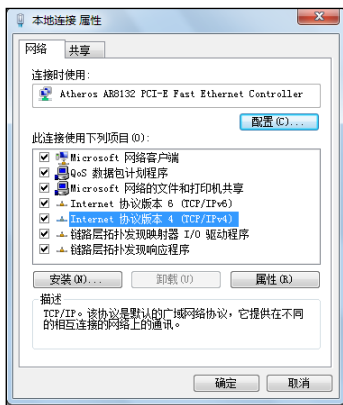 本地连接 属性
网络 共享
连接时使用:
Atheros AR8132 PCI-E Fast Ethernet Controller
配置(C)...
此连接使用下列项目(O):
Microsoft 网络客户端
QoS 数据包计划程序
Microsoft 网络的文件和打印机共享
Internet 协议版本 6 (TCP/IPv6)
Internet 协议版本 4 (TCP/IPv4)
链路层拓扑发现映射器 I/O 驱动程序
链路层拓扑发现响应程序
安装(N)... 卸载(U) 属性(R)
描述
TCP/IP。该协议是默认的广域网络协议，它提供在不同
的相互连接的网络上的通讯。
确定 取消